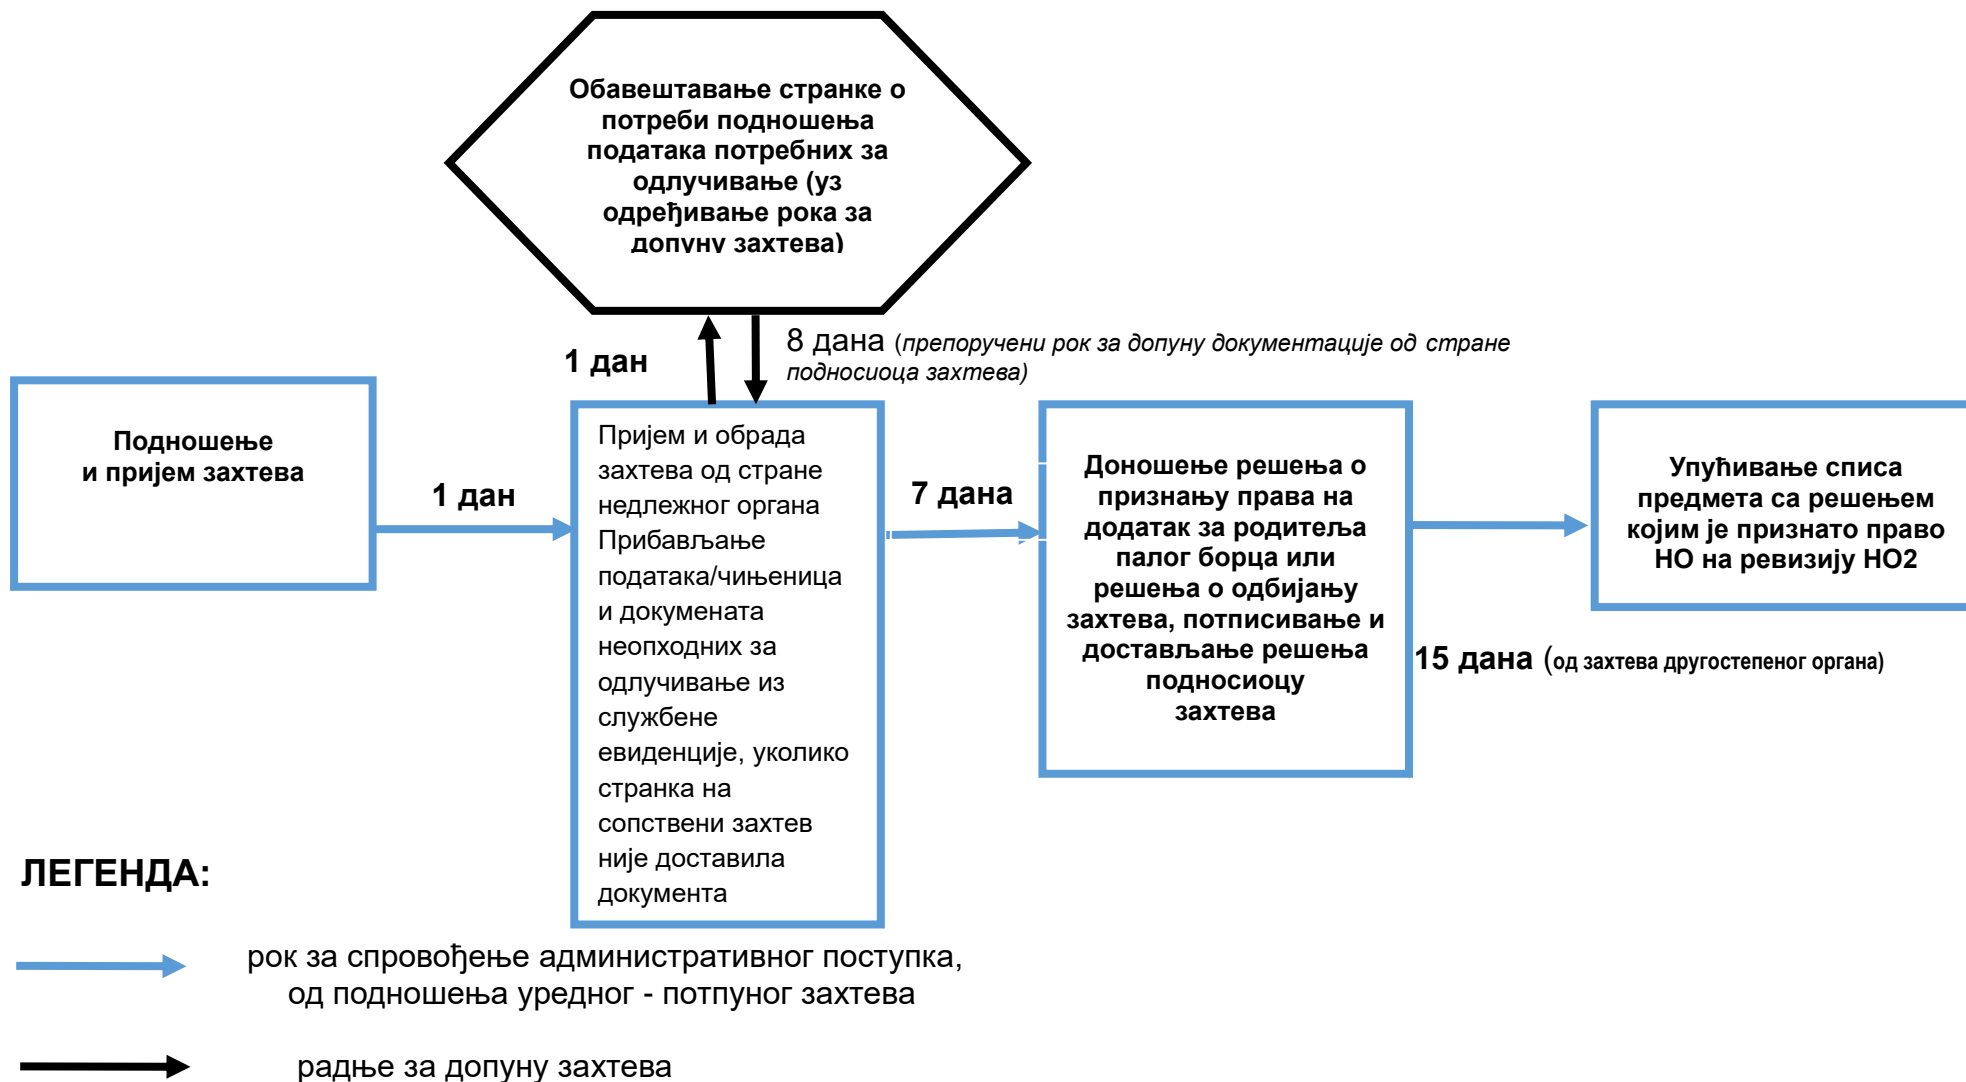 Обавештавање странке о
потреби подношења
података потребних за
одлучивање (уз
одређивање рока за
допуну захтева)
1 дан
8 дана (препоручени рок за допуну документације од стране
подносиоца захтева)
Подношење
и пријем захтева
1 дан
Пријем и обрада
захтева од стране
недлежног органа
Прибављање
података/чињеница
и докумената
неопходних за
одлучивање из
службене
евиденције, уколико
странка на
сопствени захтев
није доставила
документа
7 дана
Доношење решења о
признању права на
додатак за родитеља
палог борца или
решења о одбијању
захтева, потписивање и
достављање решења
подносиоцу
захтева
Упућивање списа
предмета са решењем
којим је признато право
НО на ревизију НО2
15 дана (од захтева другостепеног органа)
ЛЕГЕНДА:
рок за спровођење административног поступка,
од подношења уредног - потпуног захтева
радње за допуну захтева